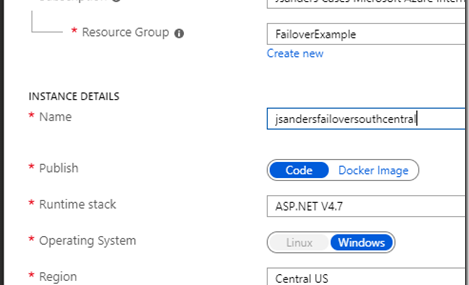 * Resource Group
FailoverExample
Create new
INSTANCE DETAILS
* Name
jsandersfailoversouthcentral
* Publish
Code
Docker Image
* Runtime stack
ASP.NET V4.7
* Operating System
Linux
Windows
* Region
Central US